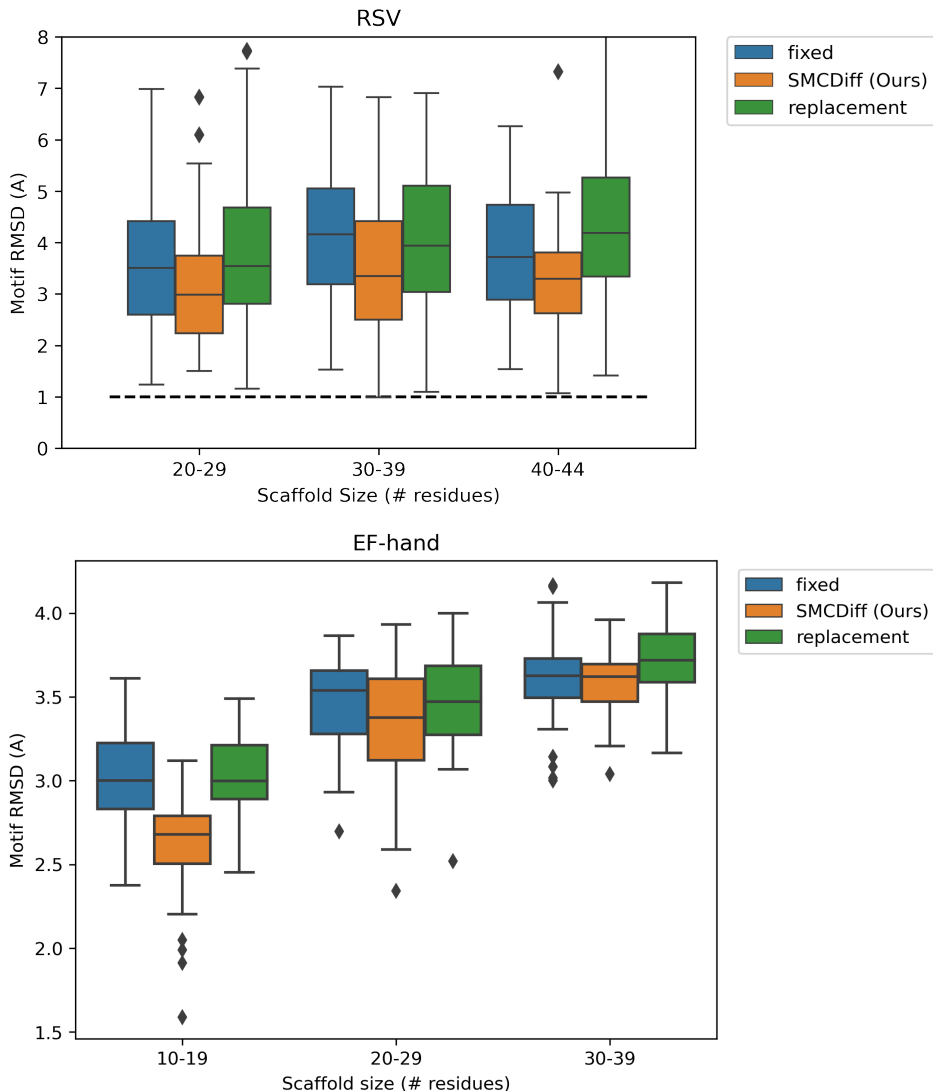 RSV
8
7
6
5
4
3
2
1
0
Motif RMSD (A)
20-29
30-39
40-44
Scaffold Size (# residues)
fixed
SMCDiff (Ours)
replacement
EF-hand
4.0
3.5
3.0
2.5
2.0
1.5
Motif RMSD (A)
10-19
20-29
30-39
Scaffold size (# residues)
fixed
SMCDiff (Ours)
replacement